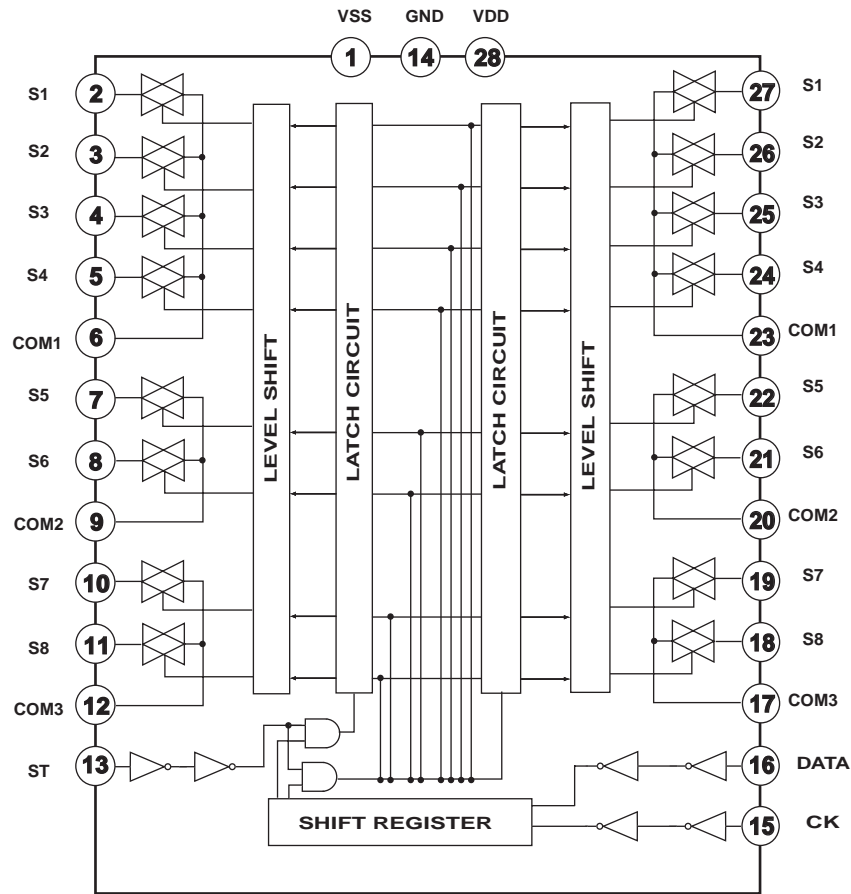 VSS GND VDD
1 14 28
S1 2 27 S1
S2 3 26 S2
S3 4 25 S3
S4 5 24 S4
COM1 6 23 COM1
S5 7 22 S5
S6 8 21 S6
COM2 9 20 COM2
S7 10 19 S7
S8 11 18 S8
COM3 12 17 COM3
ST 13 16 DATA
15 CK
LEVEL SHIFT
LATCH CIRCUIT
LATCH CIRCUIT
LEVEL SHIFT
SHIFT REGISTER